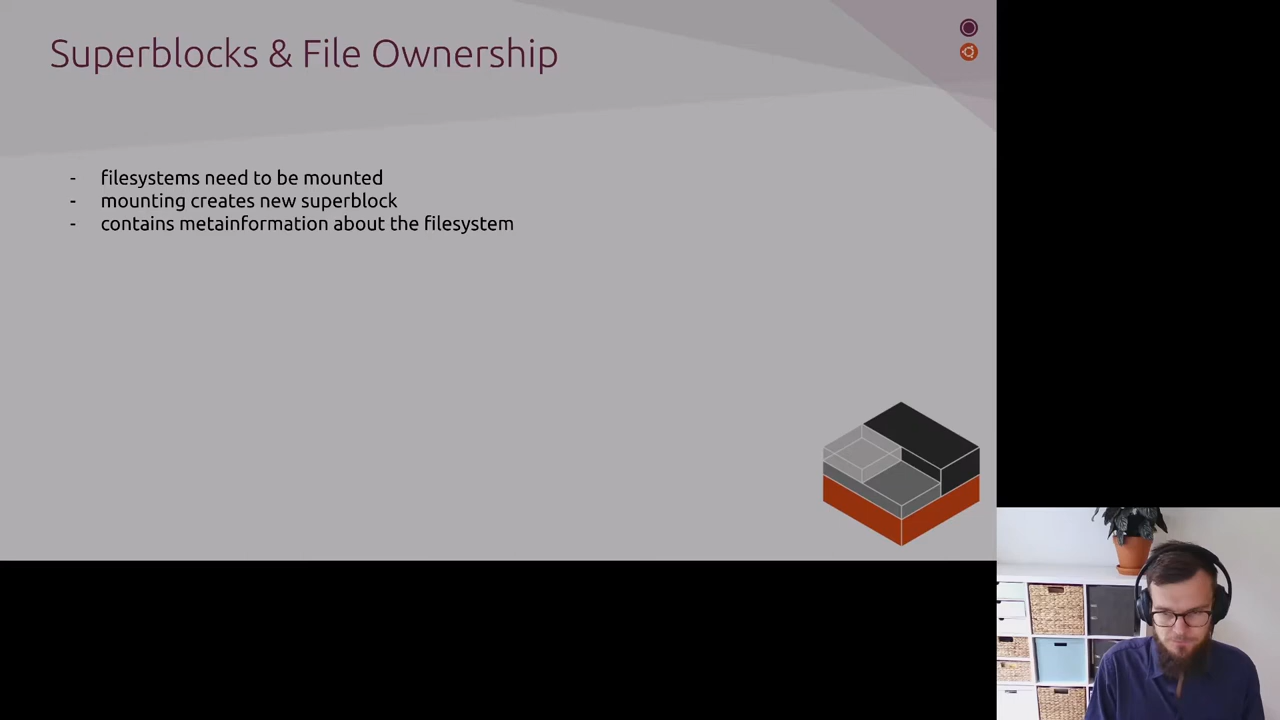 Superblocks & File Ownership
- filesystems need to be mounted
- mounting creates new superblock
- contains metainformation about the filesystem